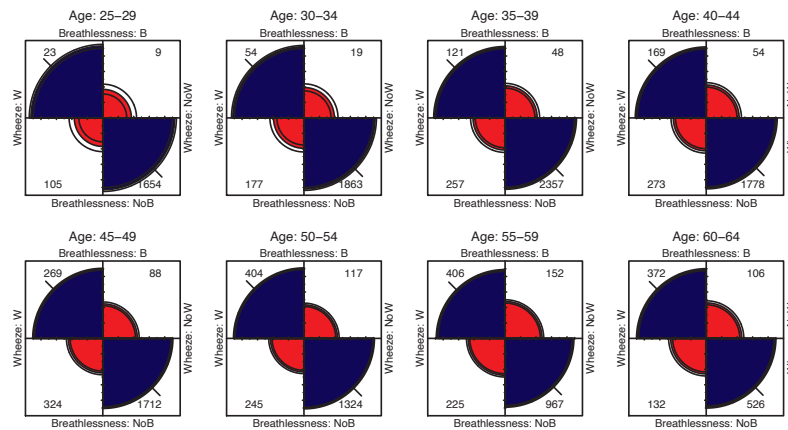 Age: 25–29
Breathlessness: B
23
9
Wheeze: W
Wheeze: NoW
105
1654
Breathlessness: NoB
Age: 30–34
Breathlessness: B
54
19
Wheeze: W
Wheeze: NoW
177
1863
Breathlessness: NoB
Age: 35–39
Breathlessness: B
121
48
Wheeze: W
Wheeze: NoW
257
2357
Breathlessness: NoB
Age: 40–44
Breathlessness: B
169
54
Wheeze: W
273
1778
Breathlessness: NoB
Age: 45–49
Breathlessness: B
269
88
Wheeze: W
Wheeze: NoW
324
1712
Breathlessness: NoB
Age: 50–54
Breathlessness: B
404
117
Wheeze: W
Wheeze: NoW
245
1324
Breathlessness: NoB
Age: 55–59
Breathlessness: B
406
152
Wheeze: W
Wheeze: NoW
225
967
Breathlessness: NoB
Age: 60–64
Breathlessness: B
372
106
Wheeze: W
132
526
Breathlessness: NoB